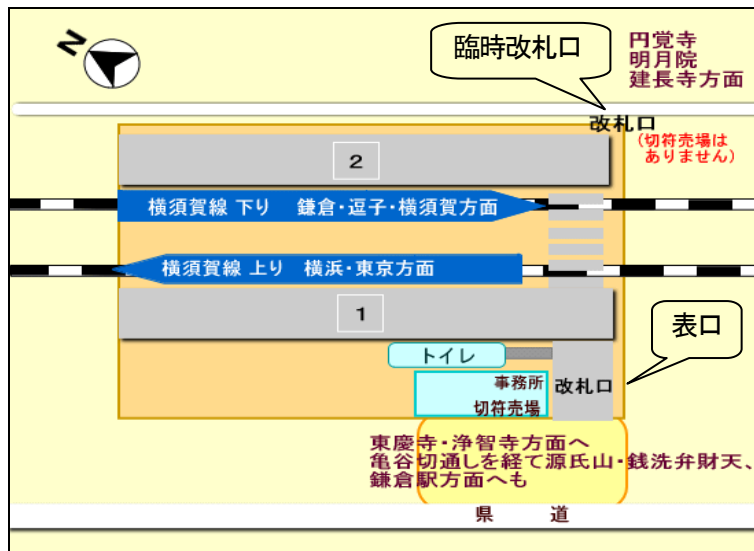 N
臨時改札口
円覚寺
明月院
建長寺方面
改札口
(切符売場は
ありません)
2
横須賀線 下り 鎌倉・逗子・横須賀方面
横須賀線 上り 横浜・東京方面
1
表口
トイレ
事務所
切符売場
改札口
東慶寺・浄智寺方面へ
亀谷切通しを経て源氏山・銭洗弁財天、
鎌倉駅方面へも
県 道